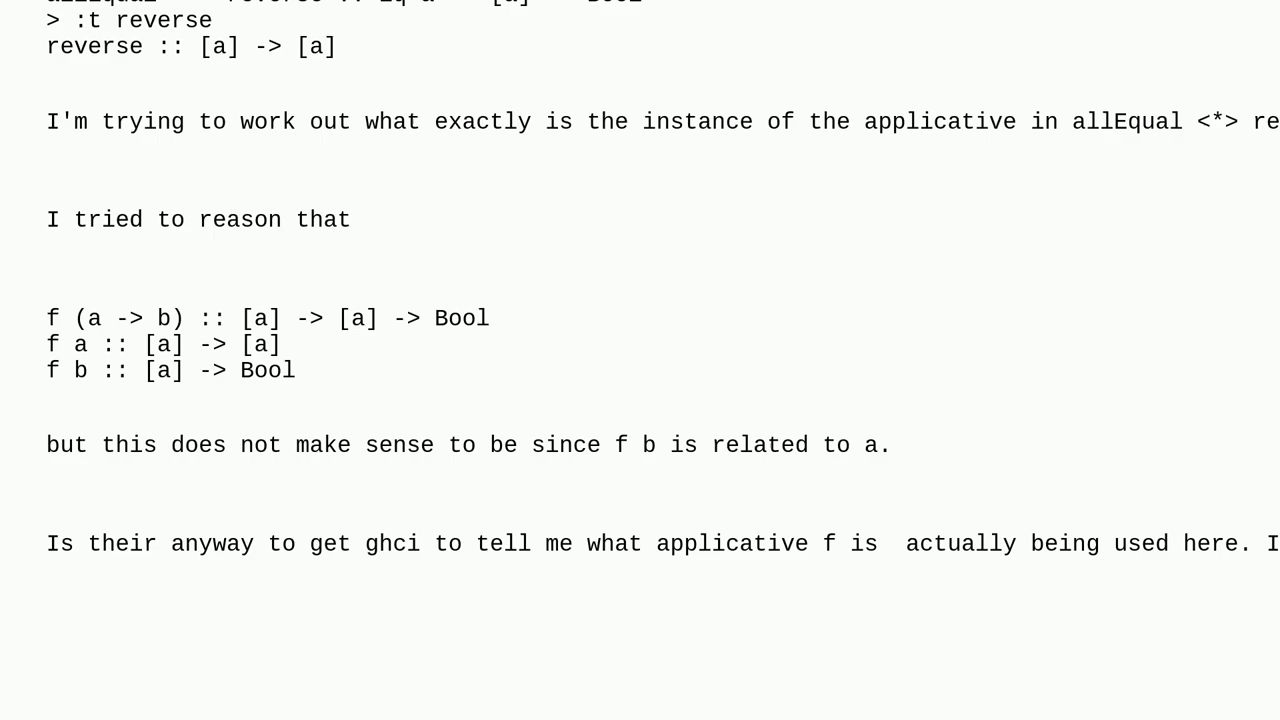 > :t reverse
reverse :: [a] -> [a]
I'm trying to work out what exactly is the instance of the applicative in allEqual <*>
I tried to reason that
f (a -> b) :: [a] -> [a] -> Bool
f a :: [a] -> [a]
f b :: [a] -> Bool
but this does not make sense to be since f b is related to a.
Is their anyway to get ghci to tell me what applicative f is  actually being used here.